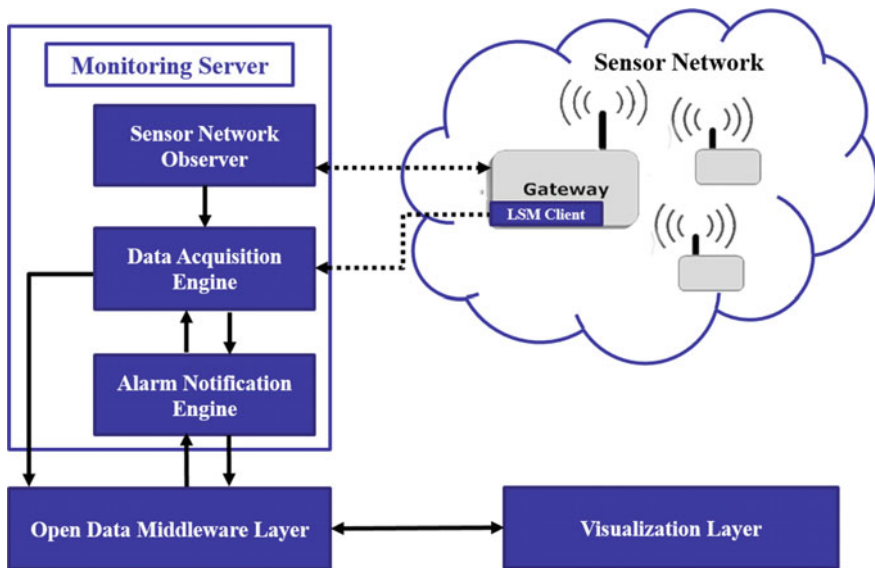 Monitoring Server
Sensor Network
Observer
Data Acquisition
Engine
Alarm Notification
Engine
Open Data Middleware Layer
Sensor Network
Gateway
LSM Client
Visualization Layer